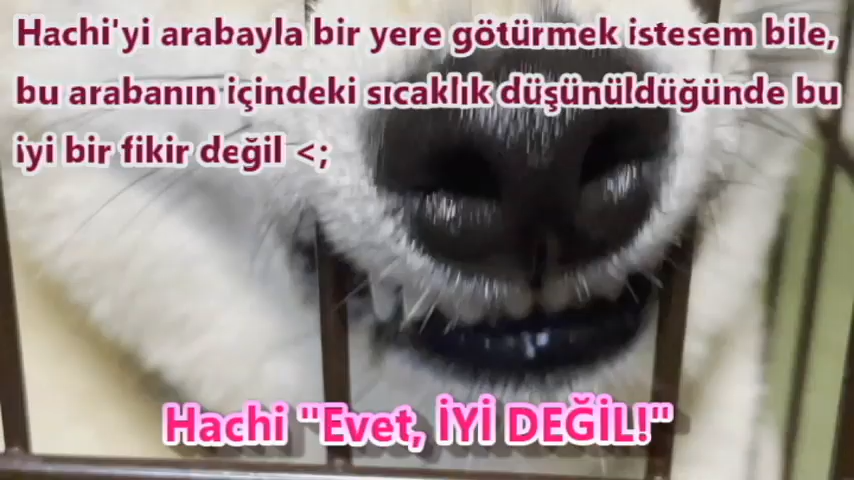 Hachi'yi arabayla bir yere götürmek istesem bile,
bu arabanın içindeki sıcaklık düşünüldüğünde bu
iyi bir fikir değil <;
Hachi "Evet, İYİ DEĞİL!"